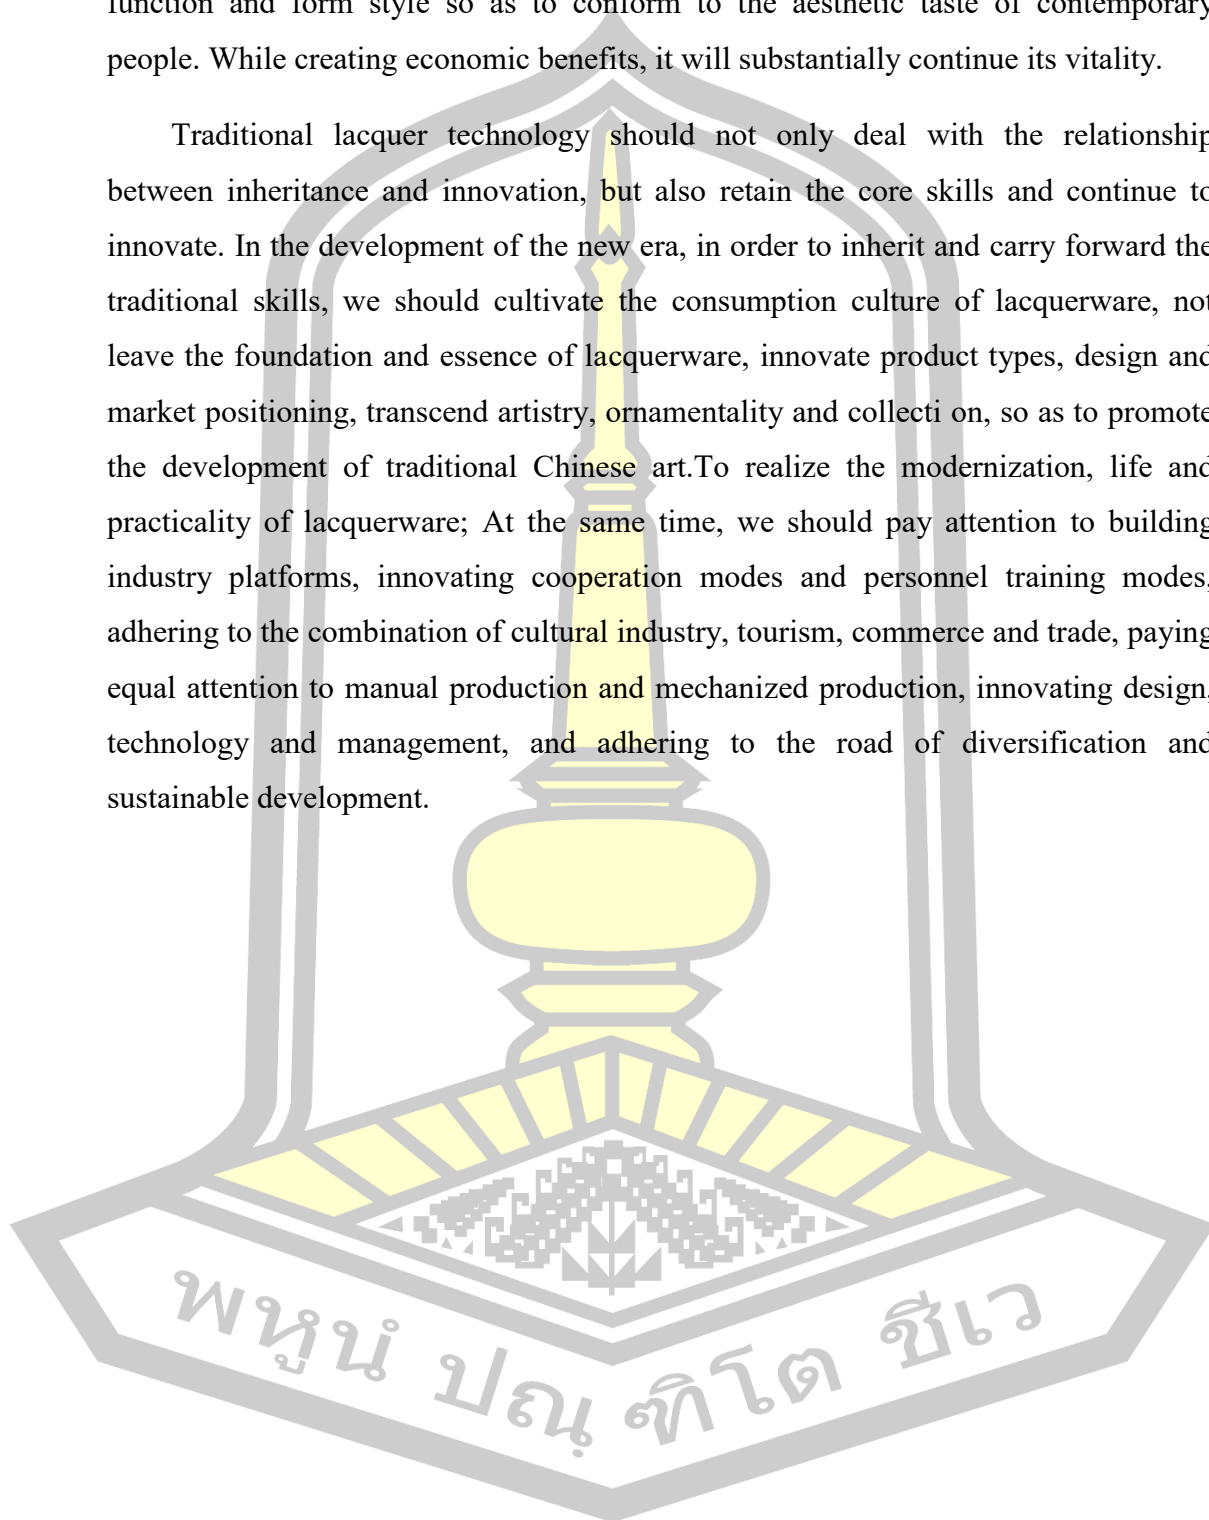 function and form style so as to conform to the aesthetic taste of contemporary
people. While creating economic benefits, it will substantially continue its vitality.
Traditional lacquer technology should not only deal with the relationship
between inheritance and innovation, but also retain the core skills and continue to
innovate. In the development of the new era, in order to inherit and carry forward the
traditional skills, we should cultivate the consumption culture of lacquerware, not
leave the foundation and essence of lacquerware, innovate product types, design and
market positioning, transcend artistry, ornamentality and collecti on, so as to promote
the development of traditional Chinese art.To realize the modernization, life and
practicality of lacquerware; At the same time, we should pay attention to building
industry platforms, innovating cooperation modes and personnel training modes,
adhering to the combination of cultural industry, tourism, commerce and trade, paying
equal attention to manual production and mechanized production, innovating design,
technology and management, and adhering to the road of diversification and
sustainable development.
พหูนํ ปณฺ ฑิโต ชีเว